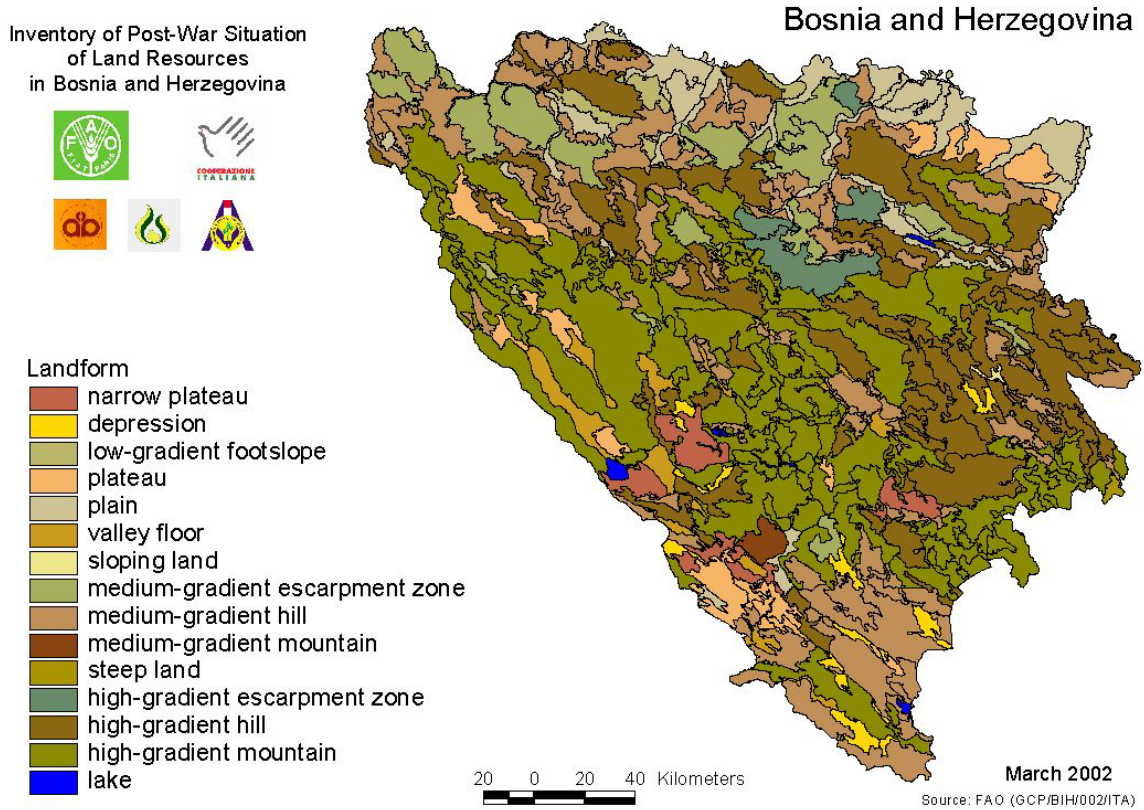 Bosnia and Herzegovina
Inventory of Post-War Situation
of Land Resources
in Bosnia and Herzegovina
F A O
FIAT PANIS
COOPERAZIONE
ITALIANA
Landform
narrow plateau
depression
low-gradient footslope
plateau
plain
valley floor
sloping land
medium-gradient escarpment zone
medium-gradient hill
medium-gradient mountain
steep land
high-gradient escarpment zone
high-gradient hill
high-gradient mountain
lake
20 0 20 40 Kilometers
March 2002
Source: FAO (GCP/BIH/002/ITA)